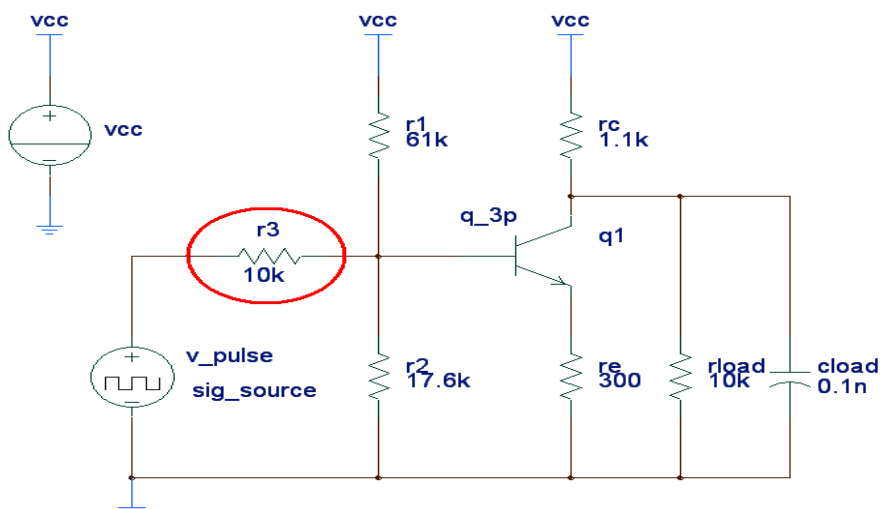 vcc
vcc
vcc
vcc
r1
61k
rc
1.1k
q_3p
q1
r3
10k
v_pulse
sig_source
r2
17.6k
re
300
rload
10k
cload
0.1n